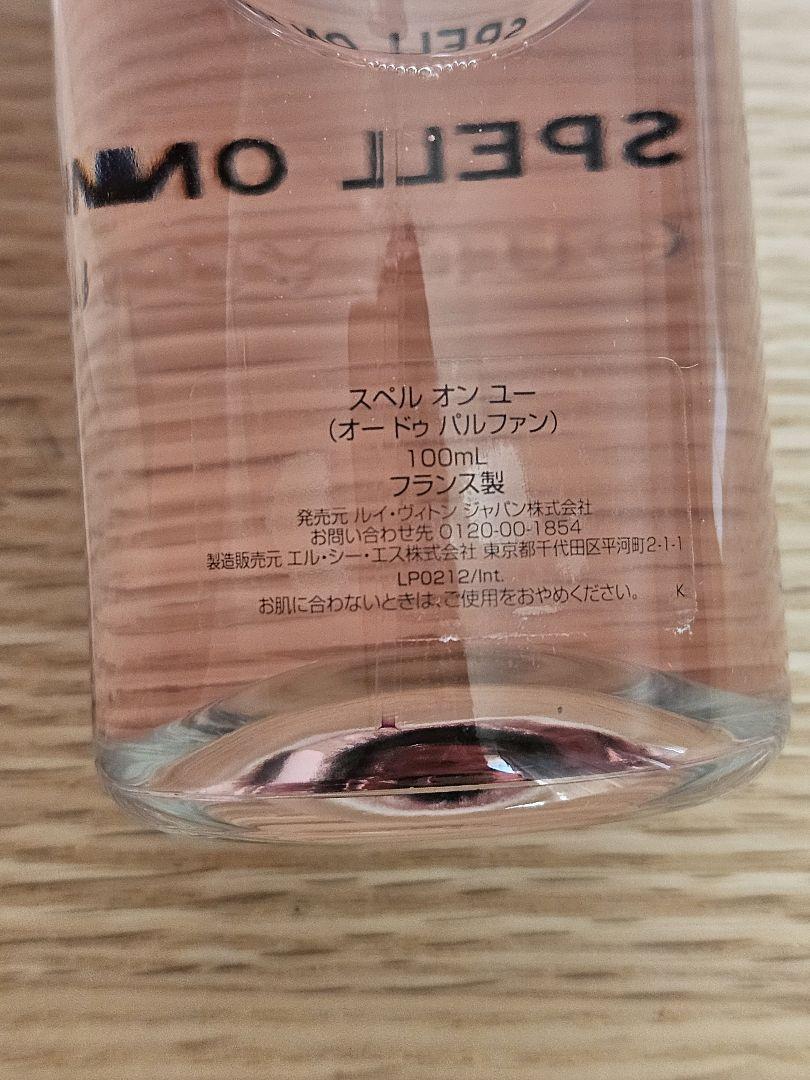 SPELL ON
SPELL ON
スペル オン ユー
(オー ドゥ パルファン)
100mL
フランス製
発売元 ルイ・ヴィトン ジャパン株式会社
お問い合わせ先 0120-00-1854
製造販売元 エル・シー・エス株式会社 東京都千代田区平河町2-1-1
LP0212/Int.
お肌に合わないときは、ご使用をおやめください。 K